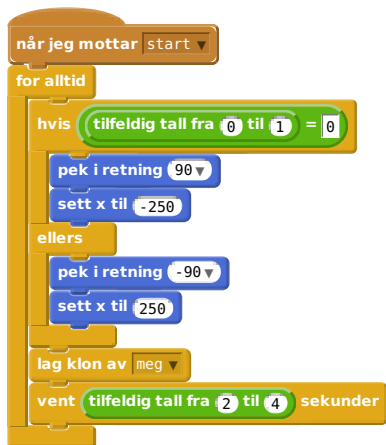 når jeg mottar start
for alltid
hvis tilfeldig tall fra 0 til 1 = 0
pek i retning 90
sett x til -250
ellers
pek i retning -90
sett x til 250
lag klon av meg
vent tilfeldig tall fra 2 til 4 sekunder